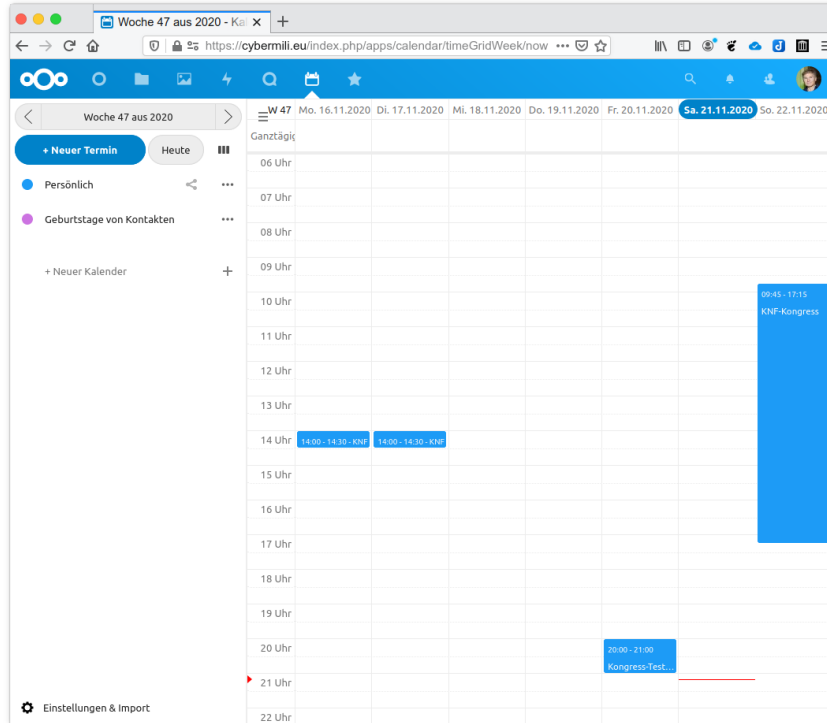 Woche 47 aus 2020 - Ka
https://cybermili.eu/index.php/apps/calendar/timeGridWeek/now
Woche 47 aus 2020
+ Neuer Termin
Heute
Persönlich
Geburtstage von Kontakten
+ Neuer Kalender
Einstellungen & Import
W 47 Mo. 16.11.2020 Di. 17.11.2020 Mi. 18.11.2020 Do. 19.11.2020 Fr. 20.11.2020 Sa. 21.11.2020 So. 22.11.2020
Ganztägig
06 Uhr
07 Uhr
08 Uhr
09 Uhr
09:45 - 17:15
10 Uhr
KNF-Kongress
11 Uhr
12 Uhr
13 Uhr
14 Uhr 14:00 - 14:30 - KNF 14:00 - 14:30 - KNF
15 Uhr
16 Uhr
17 Uhr
18 Uhr
19 Uhr
20 Uhr 20:00 - 21:00
Kongress-Test...
21 Uhr
22 Uhr